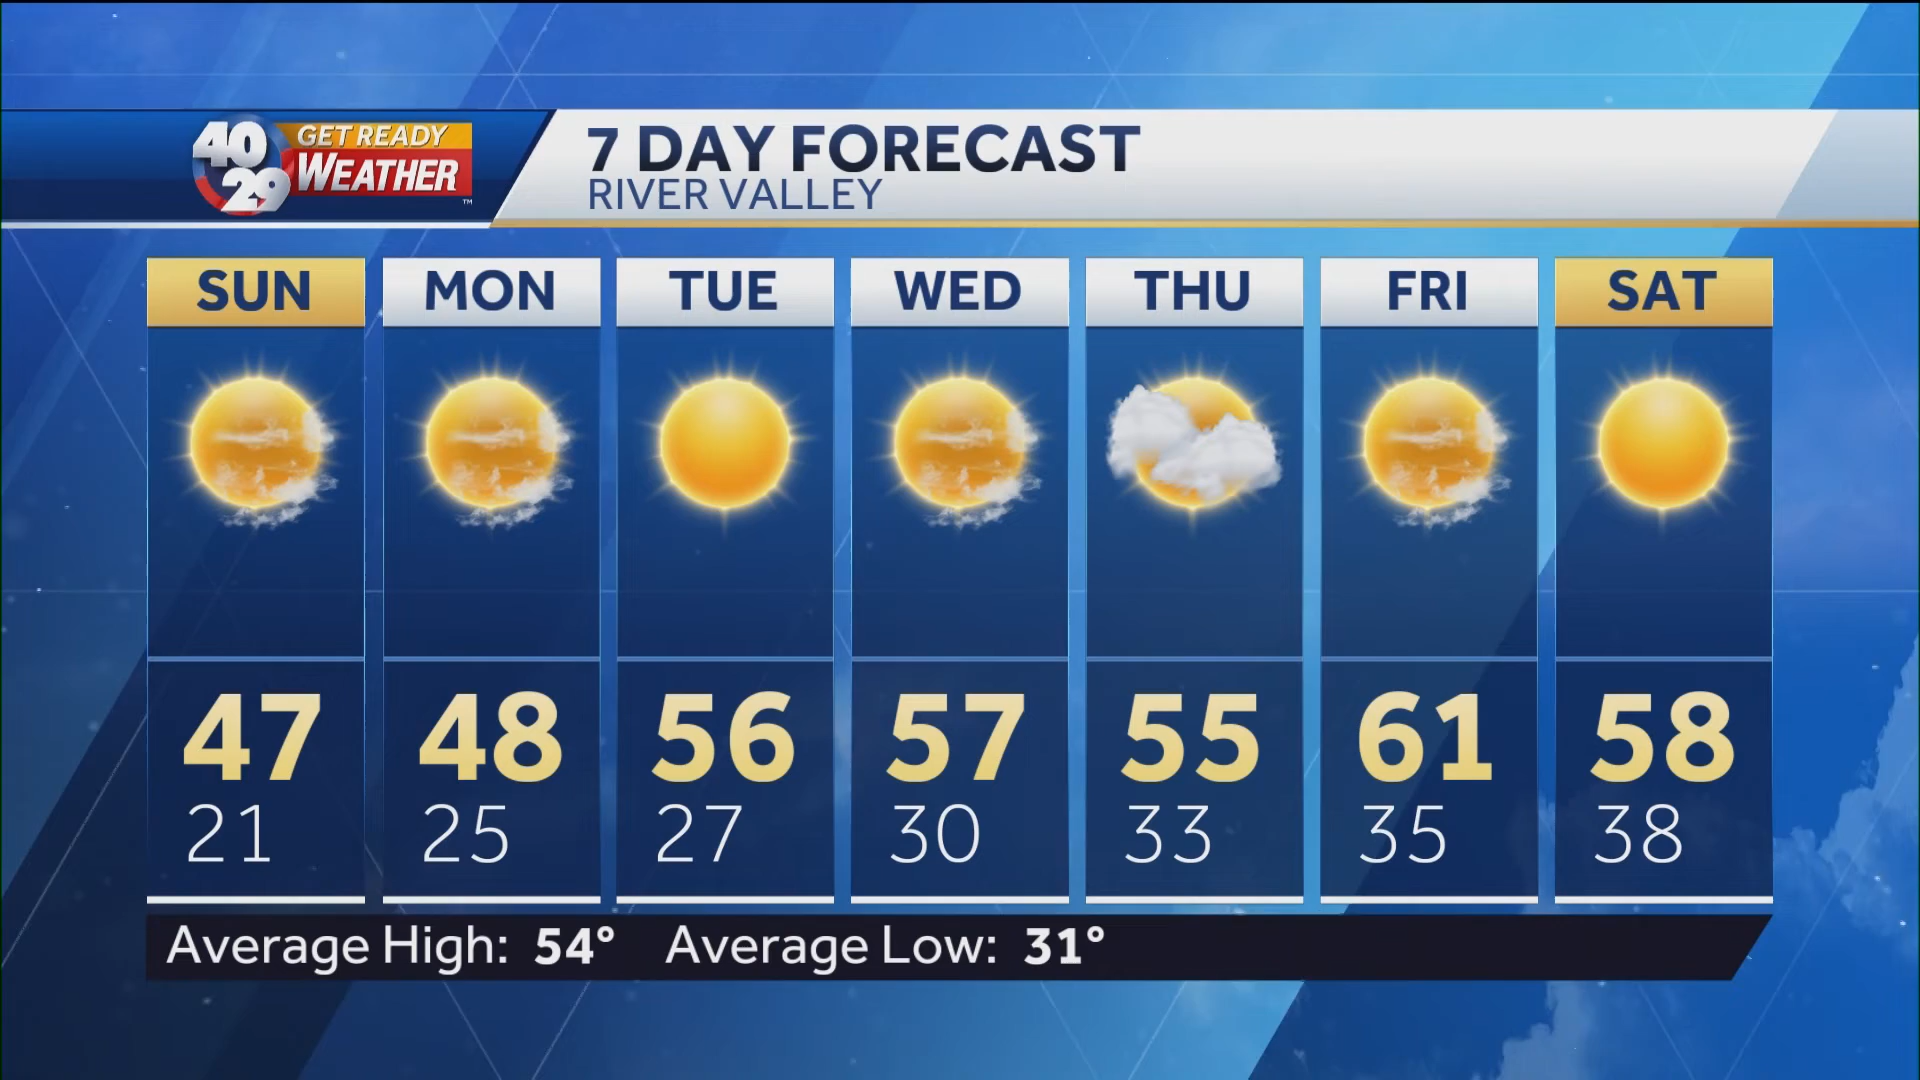 40
29
GET READY
WEATHER
™
7 DAY FORECAST
RIVER VALLEY
SUN MON TUE WED THU FRI SAT
47 48 56 57 55 61 58
21 25 27 30 33 35 38
Average High: 54° Average Low: 31°